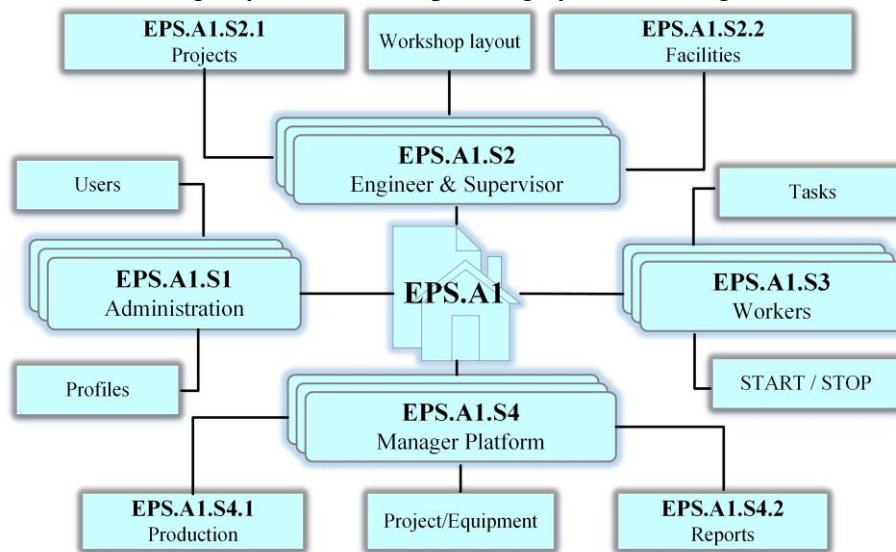 EPS.A1.S2.1
Projects
Workshop layout
EPS.A1.S2.2
Facilities
EPS.A1.S2
Engineer & Supervisor
Users
Tasks
EPS.A1.S1
Administration
EPS.A1
EPS.A1.S3
Workers
Profiles
START / STOP
EPS.A1.S4
Manager Platform
EPS.A1.S4.1
Production
Project/Equipment
EPS.A1.S4.2
Reports